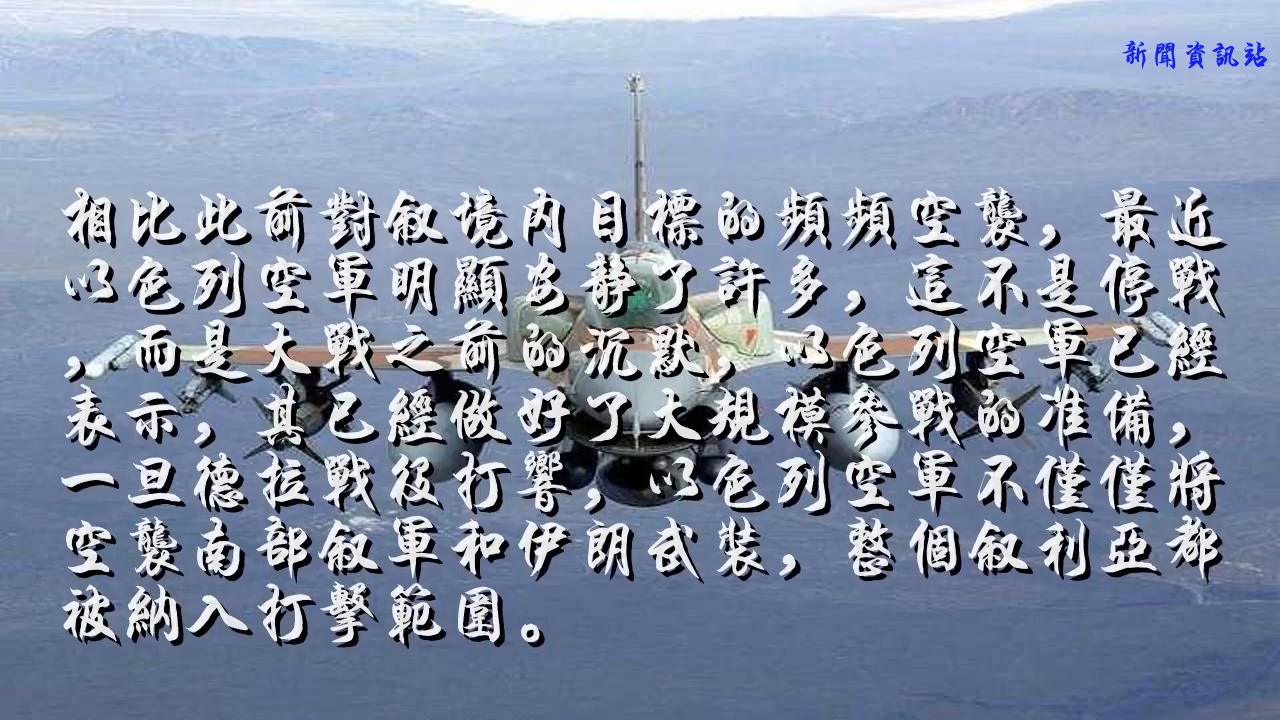 新聞資訊站
相比此前對叙境内目標的頻頻空襲，最近
以色列空軍明顯安静了許多，這不是停戰
，而是大戰之前的沉默，以色列空軍已經
表示，其已經做好了大規模參戰的准備，
一旦德拉戰役打響，以色列空軍不僅僅將
空襲南部叙軍和伊朗武裝，整個叙利亞都
被納入打擊範圍。